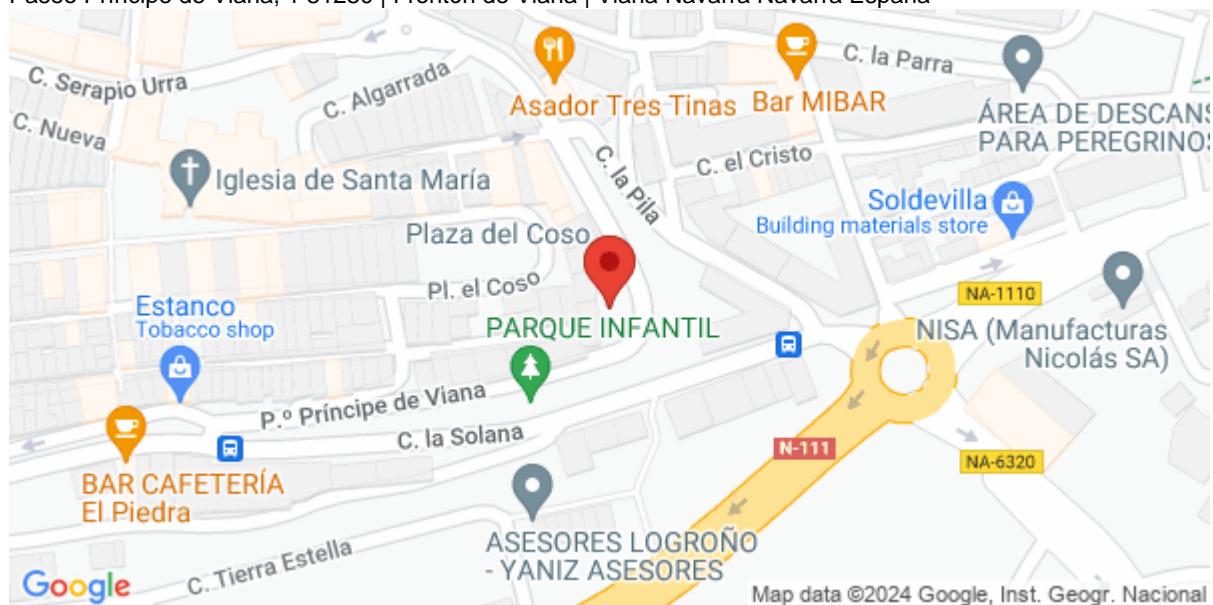 C. Serapio Urra
C. Nueva
C. Algarrada
Asador Tres Tinas
Bar MIBAR
C. la Parra
ÁREA DE DESCANS
PARA PEREGRINOS
Iglesia de Santa María
C. la Pila
C. el Cristo
Soldevilla
Building materials store
Plaza del Coso
Pl. el Coso
NA-1110
Estanco
Tobacco shop
PARQUE INFANTIL
NISA (Manufacturas
Nicolás SA)
P.º Príncipe de Viana
C. la Solana
N-111
NA-6320
BAR CAFETERÍA
El Piedra
ASESORES LOGROÑO
- YANIZ ASESORES
C. Tierra Estella
Google
Map data ©2024 Google, Inst. Geogr. Nacional